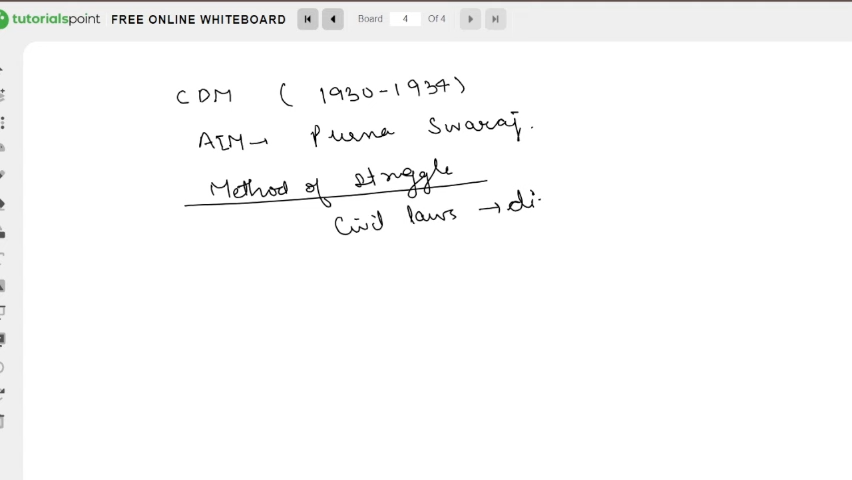 tutorialspoint FREE ONLINE WHITEBOARD Board 4 Of 4
CDM ( 1930-1934)
AIM → Purna Swaraj.
Method of struggle
Civil laws → di.